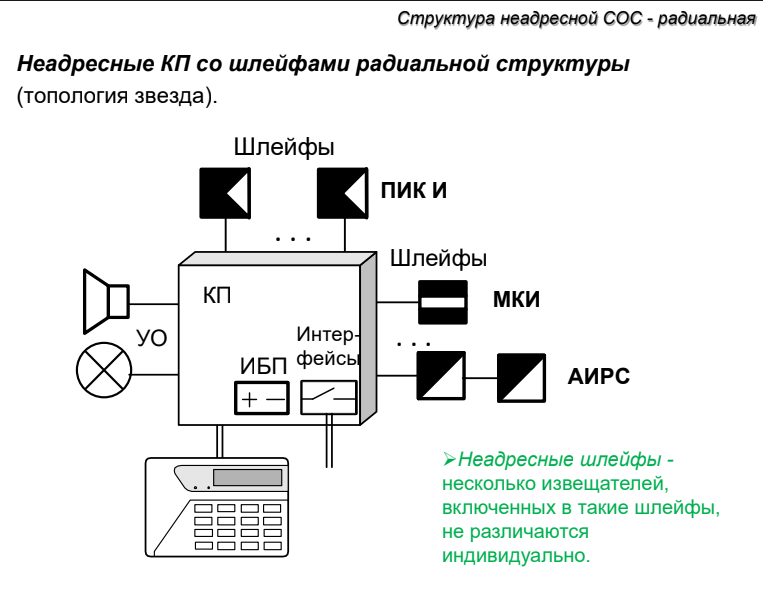 Структура неадресной СОС - радиальная
Неадресные КП со шлейфами радиальной структуры
(топология звезда).
Шлейфы
ПИК И
. . .
Шлейфы
КП
МКИ
УО
Интер-
фейсы
. . .
ИБП
АИРС
+ —
➢Неадресные шлейфы -
несколько извещателей,
включенных в такие шлейфы,
не различаются
индивидуально.